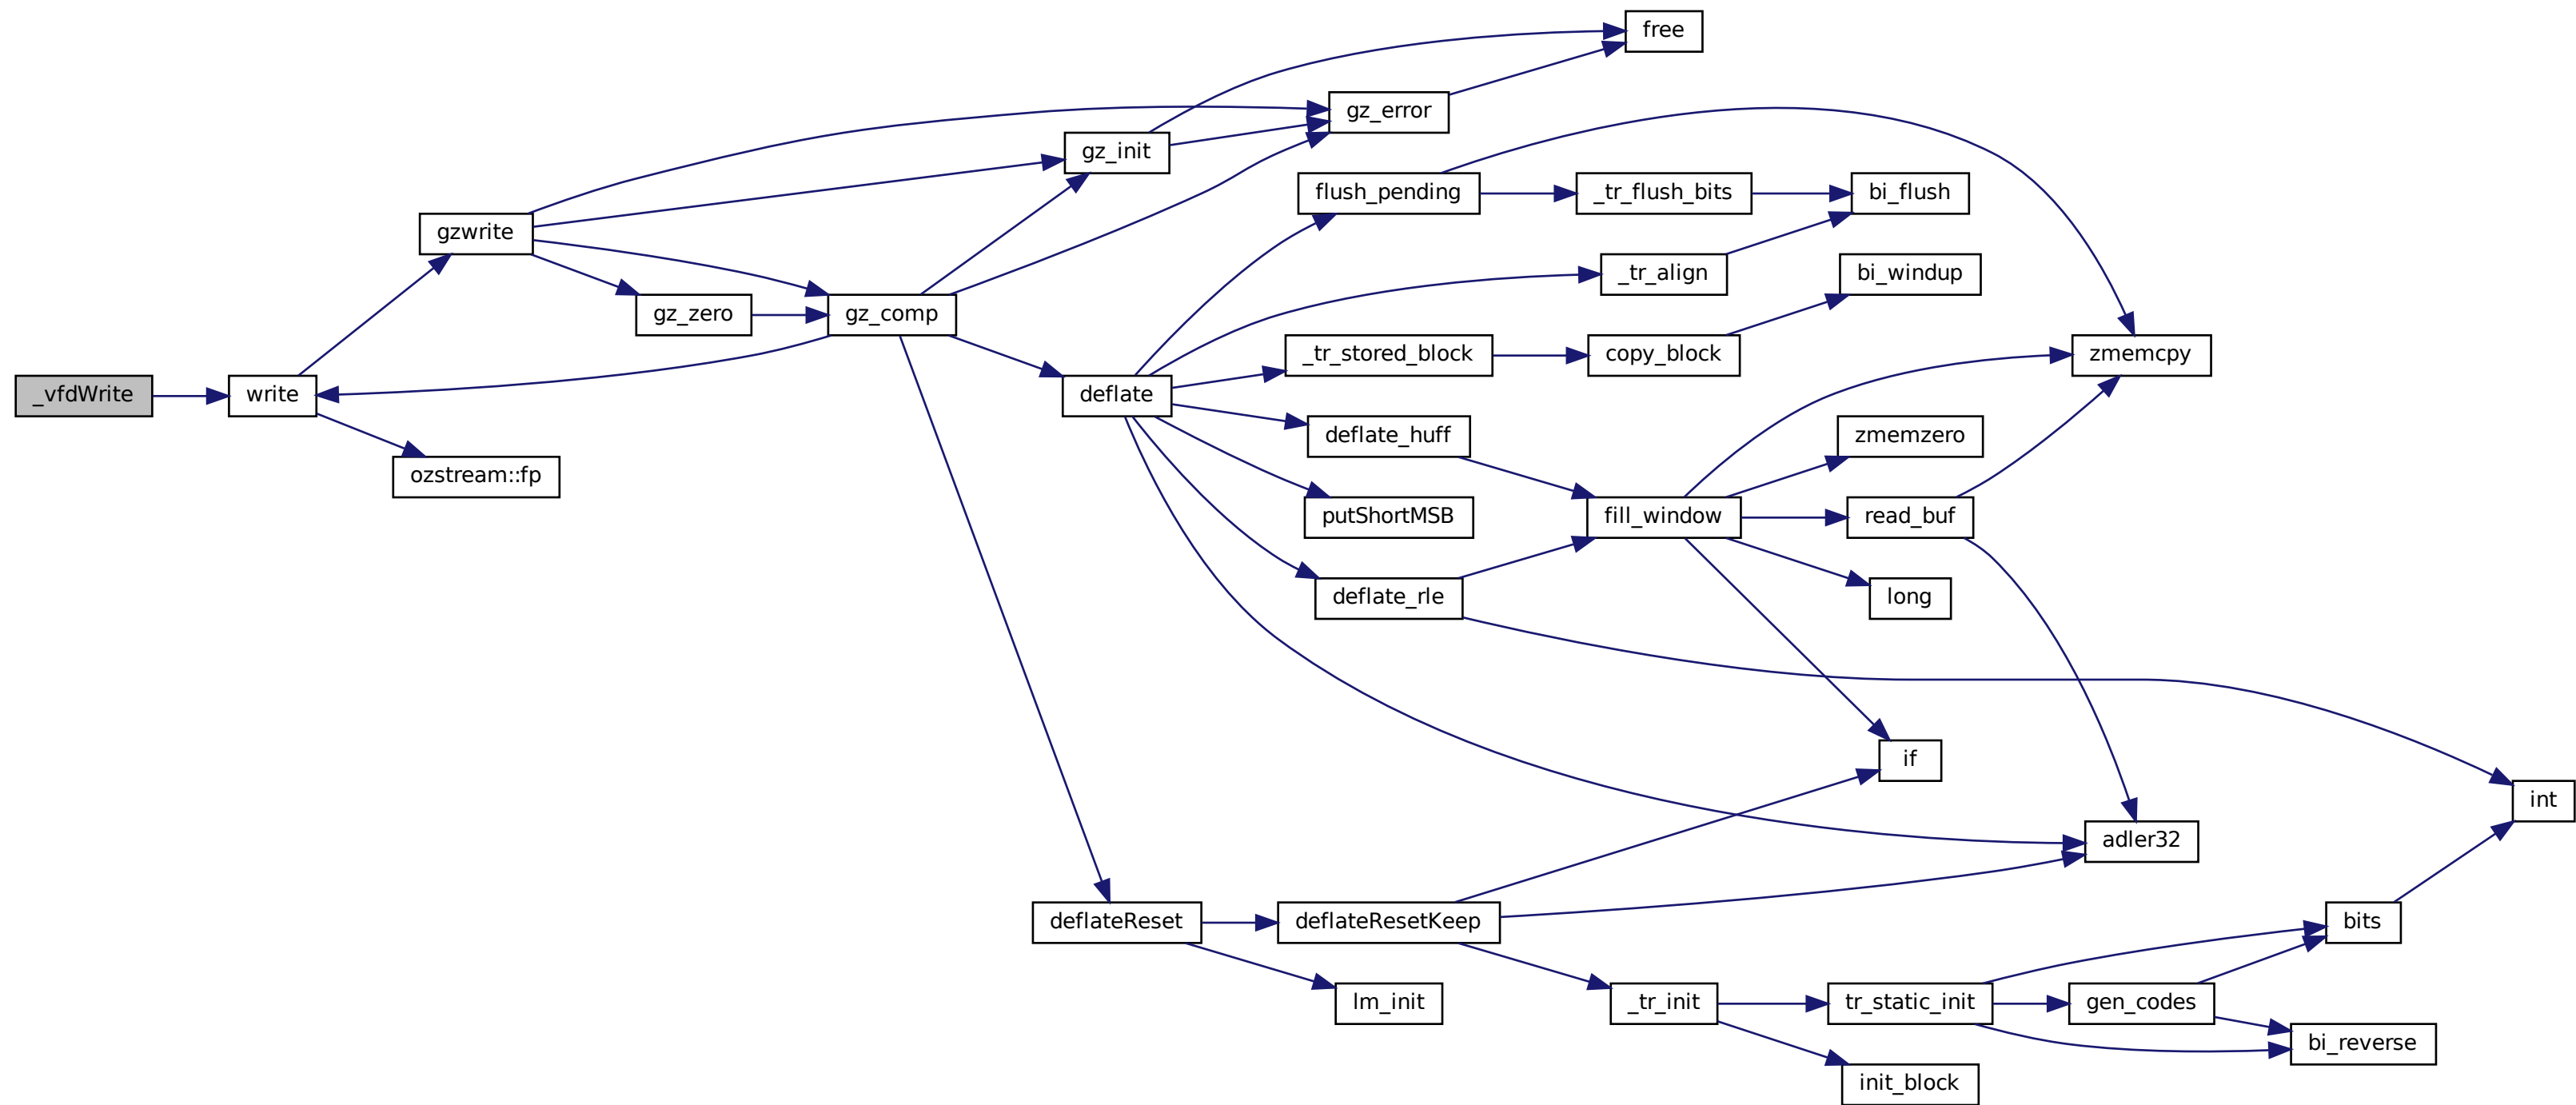 free
gz_error
gz_init
flush_pending
_tr_flush_bits
bi_flush
gzwrite
_tr_align
bi_windup
gz_zero
gz_comp
_tr_stored_block
copy_block
zmemcpy
_vfdWrite
write
deflate
deflate_huff
zmemzero
ozstream::fp
putShortMSB
fill_window
read_buf
deflate_rle
long
if
int
adler32
deflateReset
deflateResetKeep
bits
lm_init
_tr_init
tr_static_init
gen_codes
bi_reverse
init_block